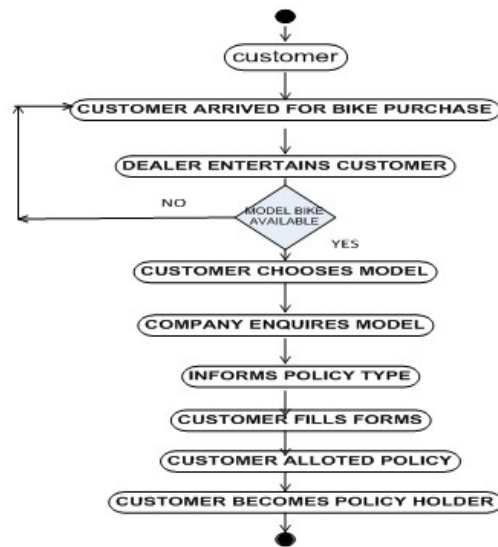 customer
CUSTOMER ARRIVED FOR BIKE PURCHASE
DEALER ENTERTAINS CUSTOMER
NO
MODEL BIKE
AVAILABLE
YES
CUSTOMER CHOOSES MODEL
COMPANY ENQUIRES MODEL
INFORMS POLICY TYPE
CUSTOMER FILLS FORMS
CUSTOMER ALLOTED POLICY
CUSTOMER BECOMES POLICY HOLDER